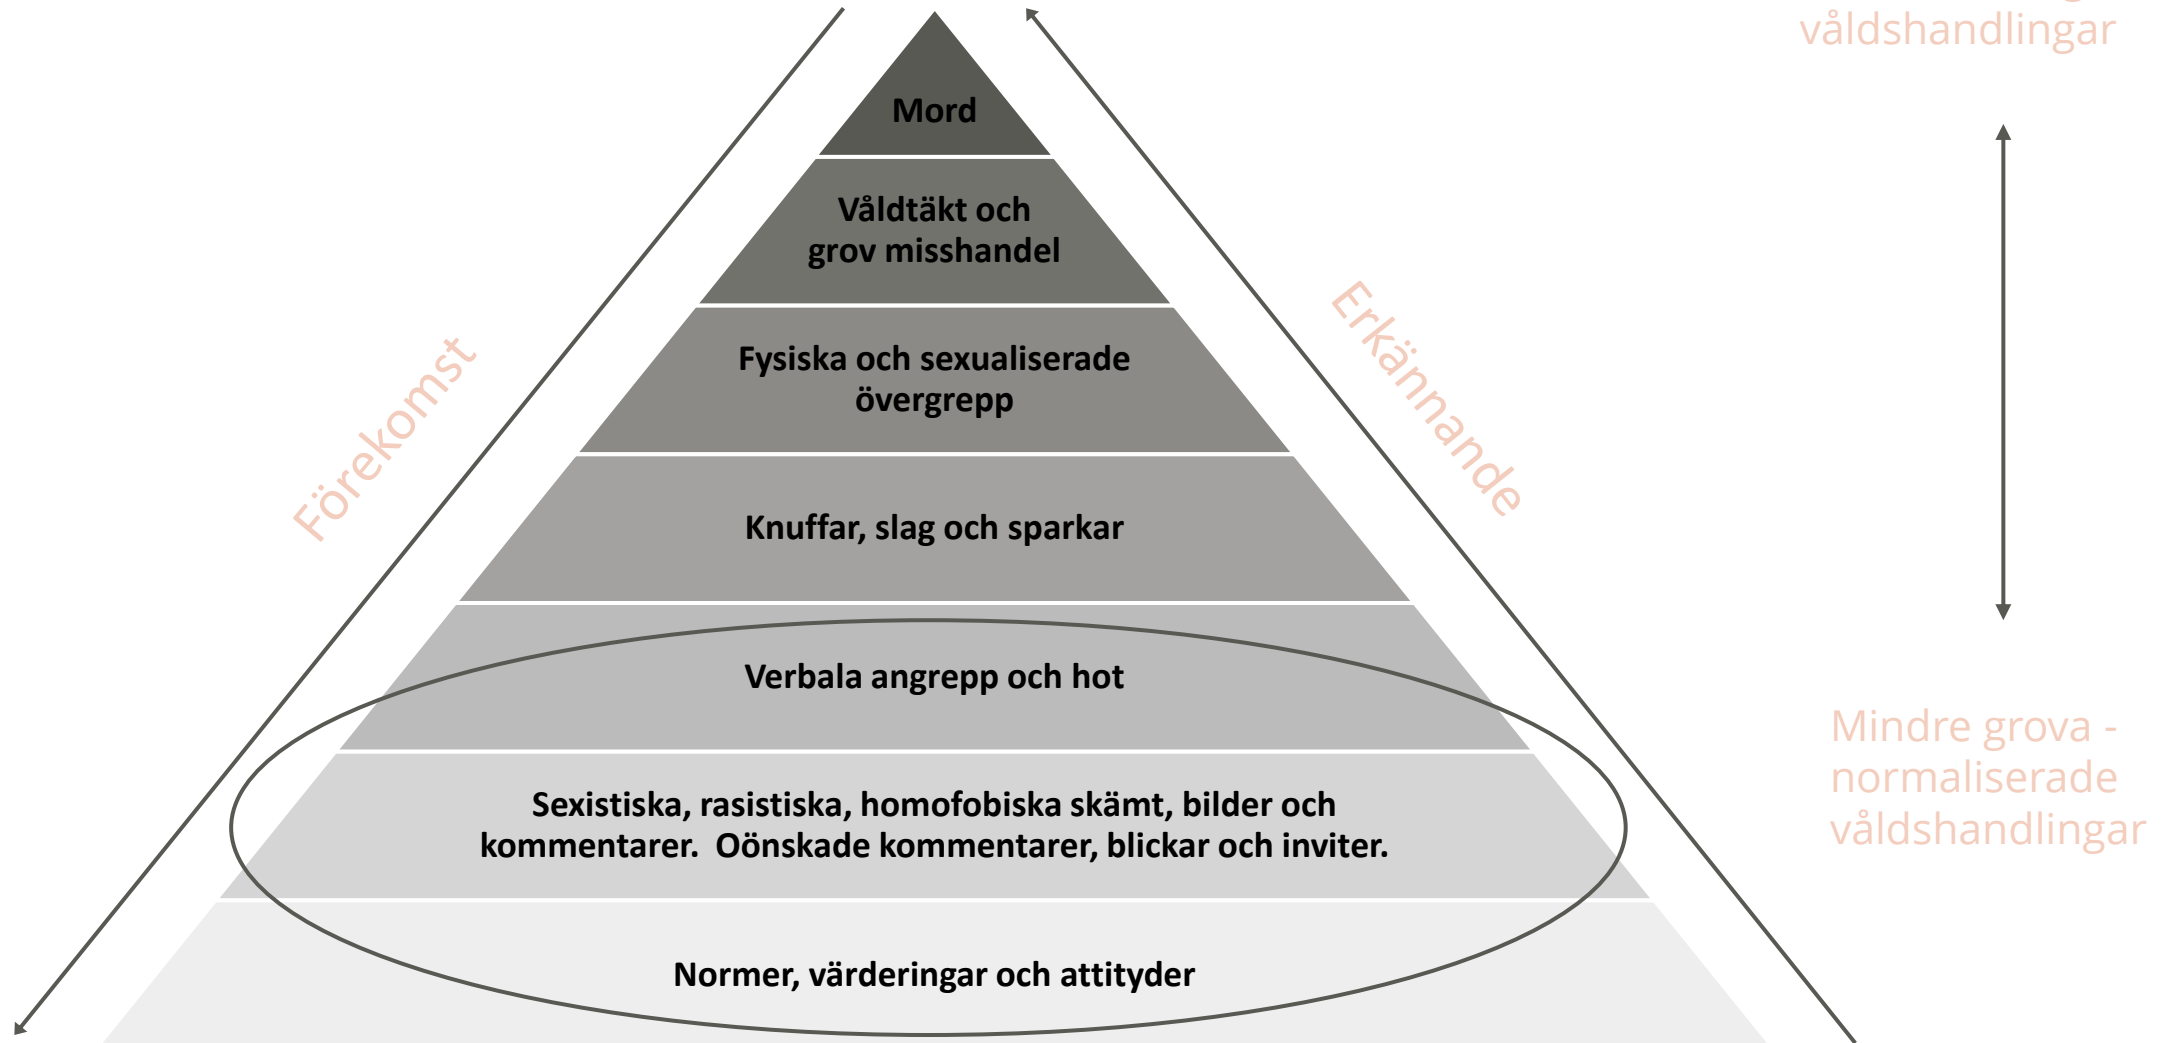 våldshandlingar
Mord
Våldtäkt och
grov misshandel
Fysiska och sexualiserade
övergrepp
Förekomst
Erkännande
Knuffar, slag och sparkar
Verbala angrepp och hot
Mindre grova -
normaliserade
våldshandlingar
Sexistiska, rasistiska, homofobiska skämt, bilder och
kommentarer.  Oönskade kommentarer, blickar och inviter.
Normer, värderingar och attityder